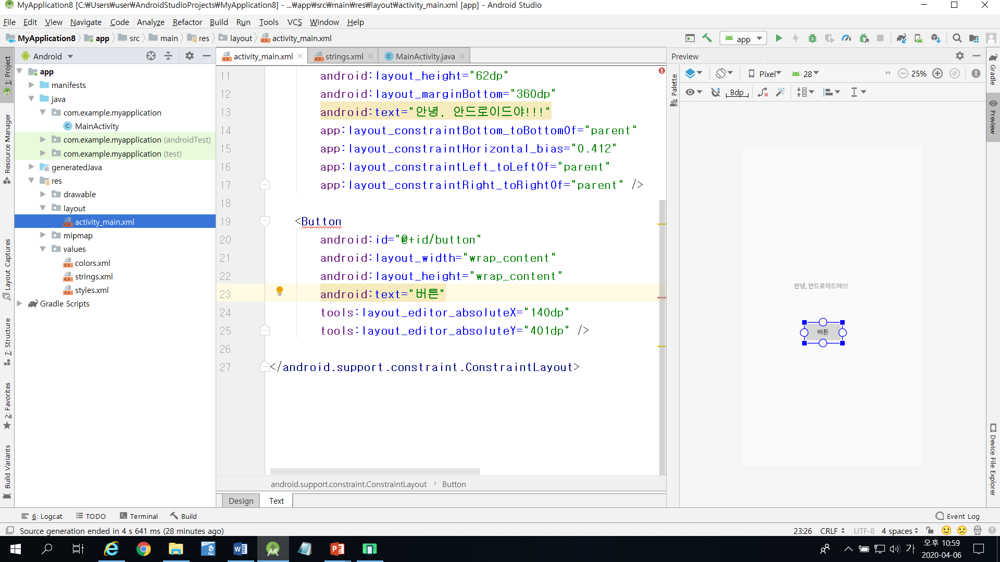 MyApplication8 [C:₩Users₩user₩AndroidStudioProjects₩MyApplication8] - ...₩app₩src₩main₩res₩layout₩activity_main.xml [app] - Android Studio
File Edit View Navigate Code Analyze Refactor Build Run Tools VCS Window Help
MyApplication8 app src main res layout activity_main.xml
app
Android
activity_main.xml strings.xml MainActivity.java
Preview
1: Project
Resource Manager
Layout Captures
7: Structure
2: Favorites
Build Variants
app
manifests
java
com.example.myapplication
MainActivity
com.example.myapplication (androidTest)
com.example.myapplication (test)
generatedJava
res
drawable
layout
activity_main.xml
mipmap
values
colors.xml
strings.xml
styles.xml
Gradle Scripts
11 android:layout_height="62dp"
12 android:layout_marginBottom="360dp"
13 android:text="안녕, 안드로이드야!!!"
14 app:layout_constraintBottom_toBottomOf="parent"
15 app:layout_constraintHorizontal_bias="0.412"
16 app:layout_constraintLeft_toLeftOf="parent"
17 app:layout_constraintRight_toRightOf="parent" />
18
19 <Button
20 android:id="@+id/button"
21 android:layout_width="wrap_content"
22 android:layout_height="wrap_content"
23 android:text="버튼"
24 tools:layout_editor_absoluteX="140dp"
25 tools:layout_editor_absoluteY="401dp" />
26
27 </android.support.constraint.ConstraintLayout>
android.support.constraint.ConstraintLayout › Button
Design Text
Palette
Pixel 28 » 25%
8dp
안녕, 안드로이드야!!!
버튼
Gradle
Preview
Device File Explorer
6: Logcat TODO Terminal Build Event Log
Source generation ended in 4 s 641 ms (28 minutes ago) 23:26 CRLF UTF-8 4 spaces
가 오후 10:59
2020-04-06